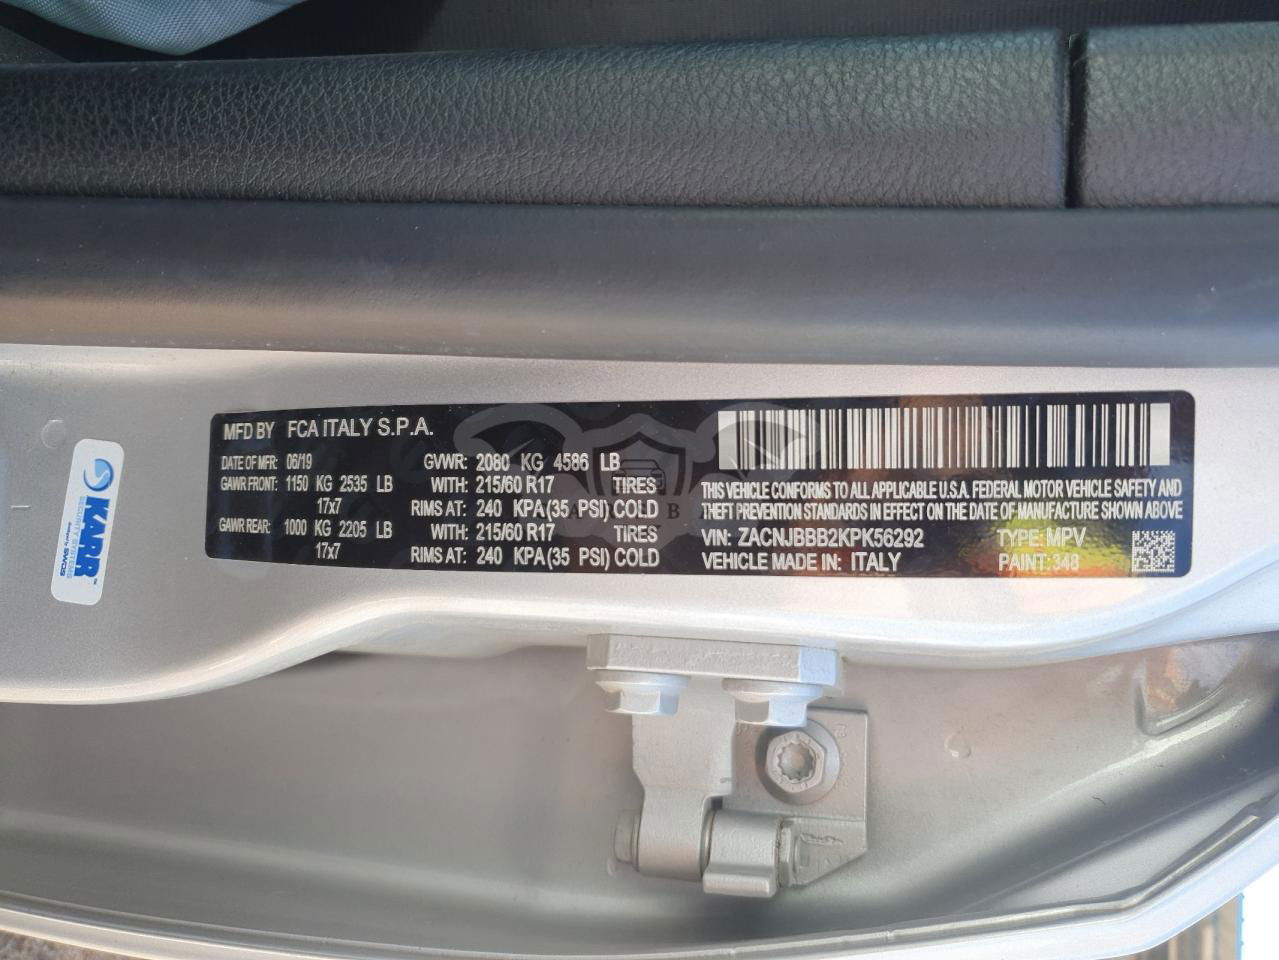 MFD BY FCA ITALY S.P.A.
DATE OF MFR: 06/19 GVWR: 2080 KG 4586 LB
GAWR FRONT: 1150 KG 2535 LB WITH: 215/60 R17 TIRES
17x7 RIMS AT: 240 KPA(35 PSI) COLD
GAWR REAR: 1000 KG 2205 LB WITH: 215/60 R17 TIRES
17x7 RIMS AT: 240 KPA(35 PSI) COLD
THIS VEHICLE CONFORMS TO ALL APPLICABLE U.S.A. FEDERAL MOTOR VEHICLE SAFETY AND
THEFT PREVENTION STANDARDS IN EFFECT ON THE DATE OF MANUFACTURE SHOWN ABOVE
VIN: ZACNJBBB2KPK56292 TYPE: MPV
VEHICLE MADE IN: ITALY PAINT: 348
KARR
SECURITY SYSTEMS